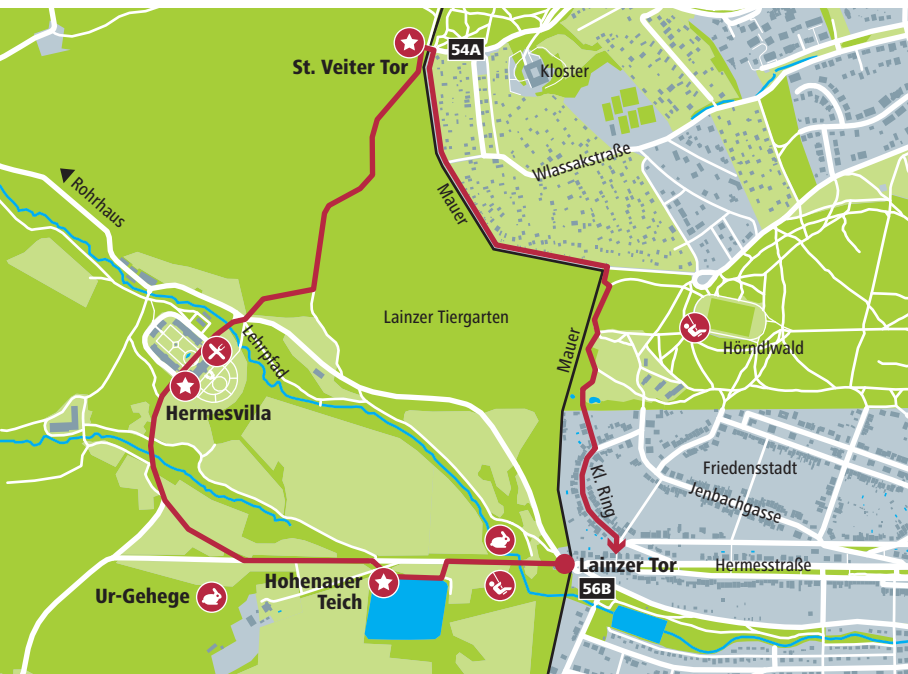 54A
St. Veiter Tor
Kloster
Wlassakstraße
Mauer
Rohrhaus
Lainzer Tiergarten
Lehrpfad
Mauer
Hörndlwald
Hermesvilla
Friedensstadt
Kl. Ring
Jenbachgasse
Lainzer Tor
Hermesstraße
56B
Hohenauer
Teich
Ur-Gehege